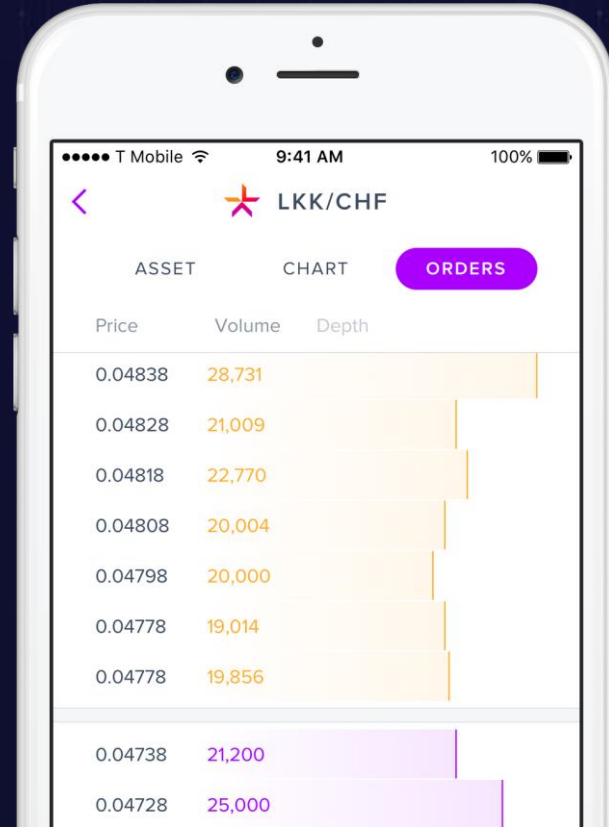 T Mobile 9:41 AM 100%
LKK/CHF
ASSET CHART ORDERS
Price Volume Depth
0.04838 28,731
0.04828 21,009
0.04818 22,770
0.04808 20,004
0.04798 20,000
0.04778 19,014
0.04778 19,856
0.04738 21,200
0.04728 25,000